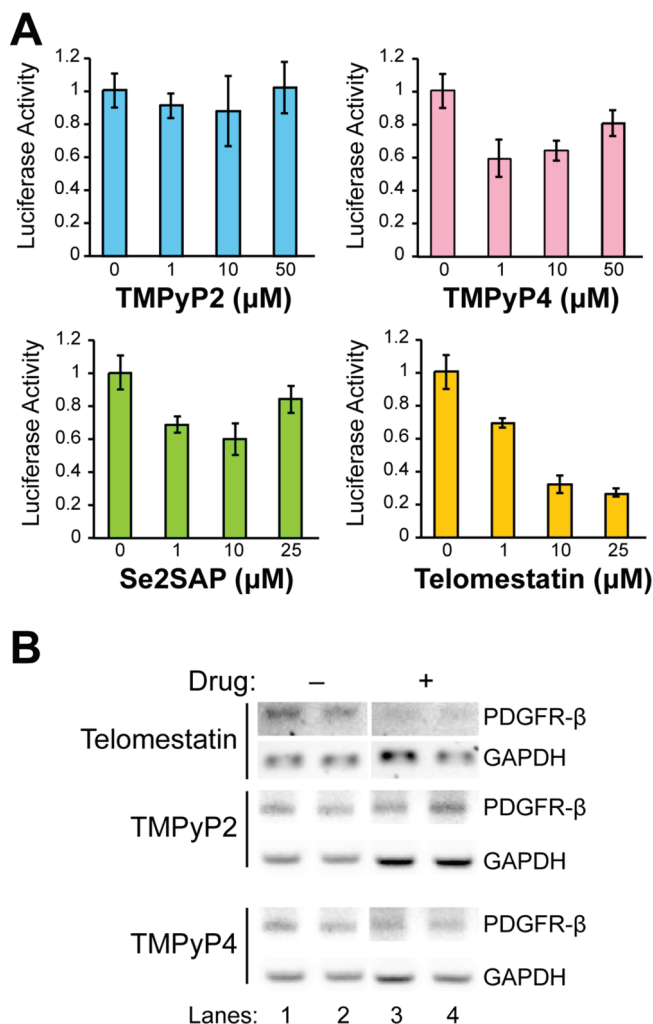 A
Luciferase Activity
1.2
1
0.8
0.6
0.4
0.2
0
0 1 10 50
TMPyP2 (μM)
Luciferase Activity
1.2
1
0.8
0.6
0.4
0.2
0
0 1 10 50
TMPyP4 (μM)
Luciferase Activity
1.2
1
0.8
0.6
0.4
0.2
0
0 1 10 25
Se2SAP (μM)
Luciferase Activity
1.2
1
0.8
0.6
0.4
0.2
0
0 1 10 25
Telomestatin (μM)
B
Drug: – +
Telomestatin
PDGFR-β
GAPDH
TMPyP2
PDGFR-β
GAPDH
TMPyP4
PDGFR-β
GAPDH
Lanes: 1 2 3 4